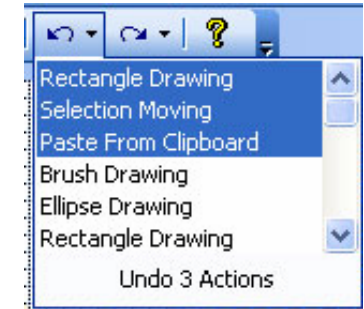 Rectangle Drawing
Selection Moving
Paste From Clipboard
Brush Drawing
Ellipse Drawing
Rectangle Drawing
Undo 3 Actions